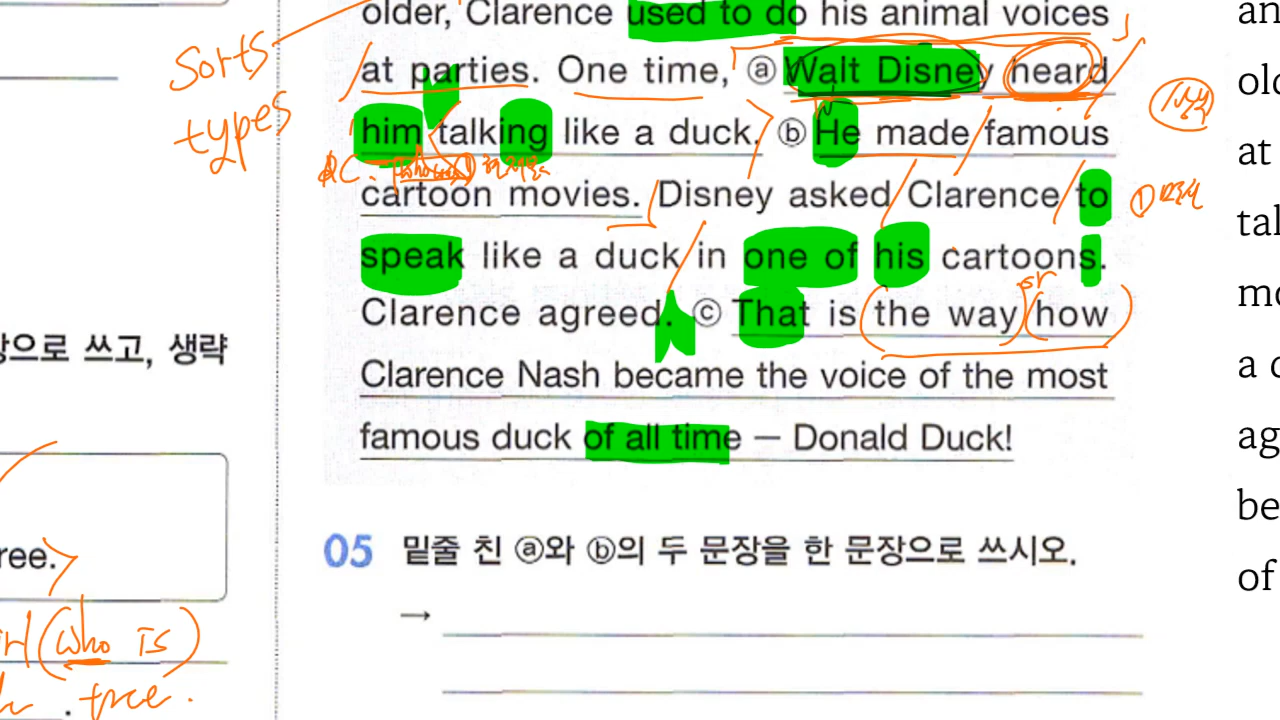 older, Clarence used to do his animal voices
sorts
at parties. One time, ⓐ Walt Disney heard
types
him talking like a duck. ⓑ He made famous
cartoon movies. Disney asked Clarence to
speak like a duck in one of his cartoons.
or
Clarence agreed. ⓒ That is the way how
Clarence Nash became the voice of the most
famous duck of all time – Donald Duck!
05 밑줄 친 ⓐ와 ⓑ의 두 문장을 한 문장으로 쓰시오.
→
장으로 쓰고, 생략
ree.
(who is)
tree.
an
old
at
tal
mo
a d
ag
be
of